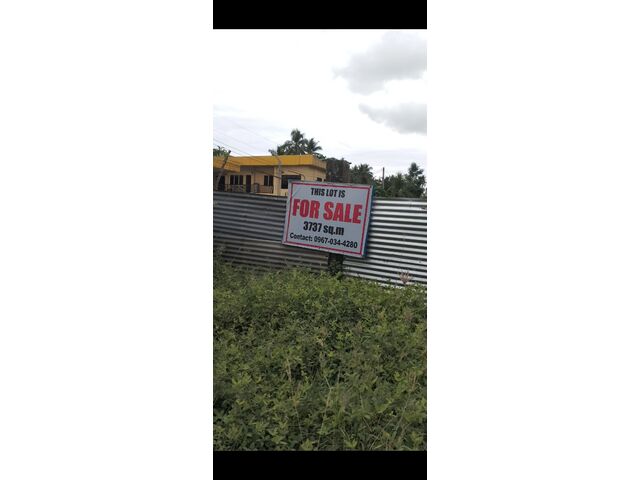 THIS LOT IS
FOR SALE
3737 sq.m
Contact: 0967-034-4280